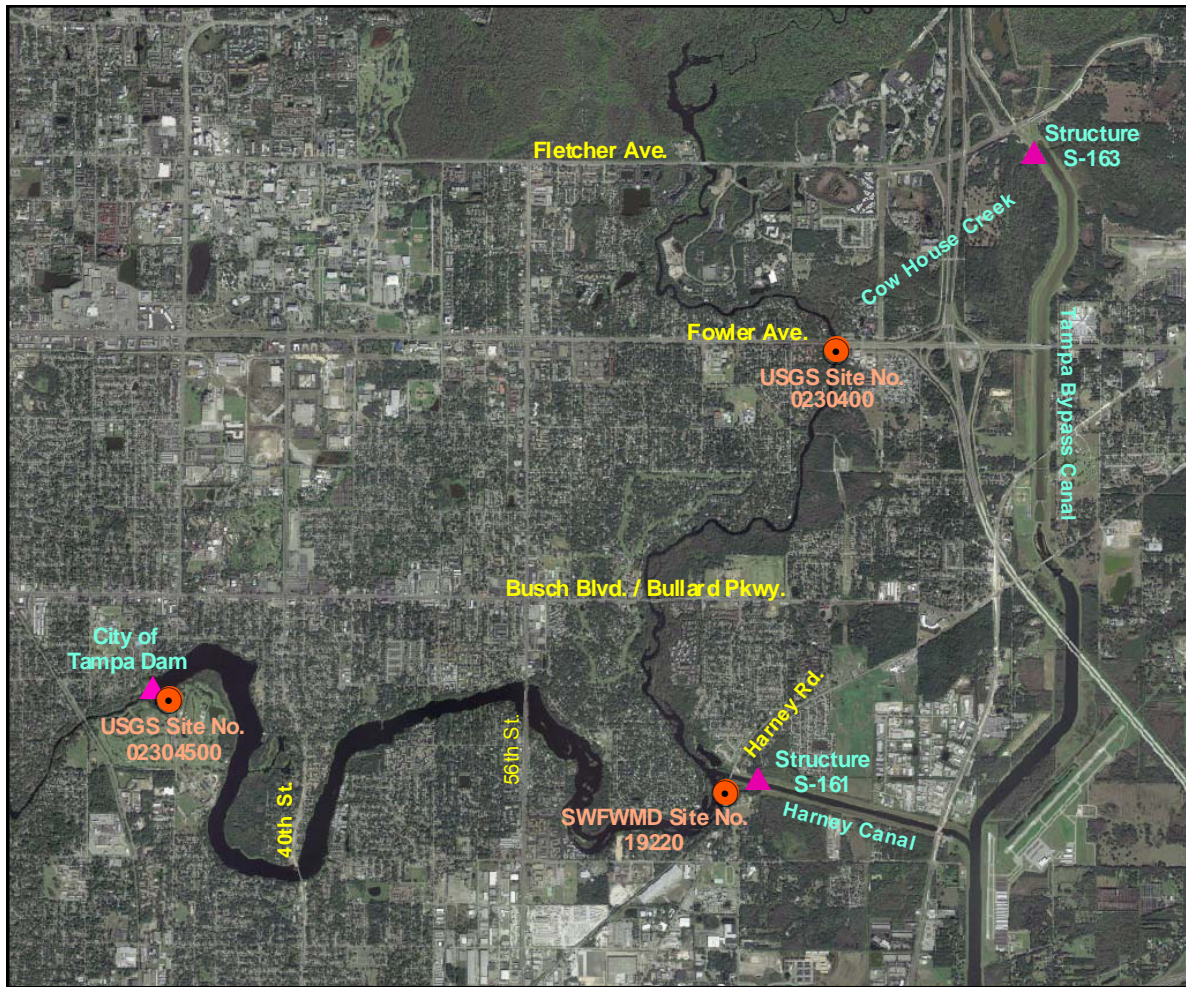 Fletcher Ave.
Structure
S-163
Cow House Creek
Tampa Bypass Canal
Fowler Ave.
USGS Site No.
0230400
Busch Blvd. / Bullard Pkwy.
City of
Tampa Dam
USGS Site No.
02304500
40th St.
56th St.
Harney Rd.
Structure
S-161
SWFWMD Site No.
19220
Harney Canal